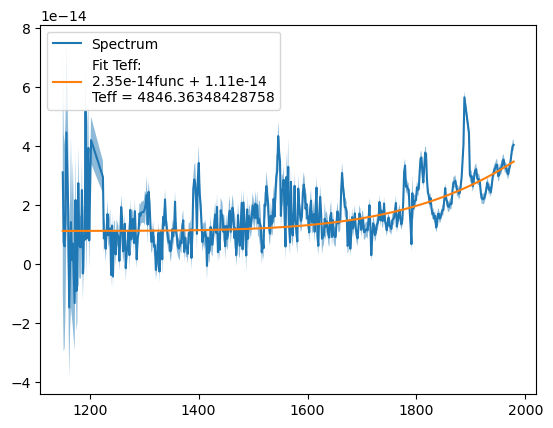 1e−14
8
6
4
2
0
−2
−4
Spectrum
Fit Teff:
2.35e-14func + 1.11e-14
Teff = 4846.36348428758
1200 1400 1600 1800 2000